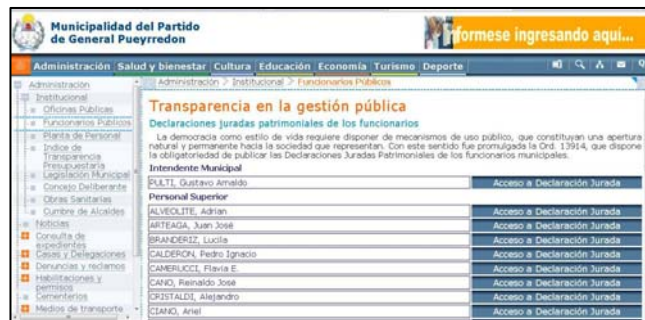 Municipalidad del Partido
de General Pueyrredon
formese ingresando aquí...
Administración Salud y bienestar Cultura Educación Economía Turismo Deporte
Administración > Institucional > Funcionarios Públicos
Administración
Institucional
Oficinas Públicas
Funcionarios Públicos
Planta de Personal
Indice de
Transparencia
Presupuestaria
Legislación Municipal
Concejo Deliberante
Obras Sanitarias
Cumbre de Alcaldes
Noticias
Consulta de
expedientes
Casas y Delegaciones
Denuncias y reclamos
Habilitaciones y
permisos
Cementerios
Medios de transporte
Transparencia en la gestión pública
Declaraciones juradas patrimoniales de los funcionarios
La democracia como estilo de vida requiere disponer de mecanismos de uso público, que constituyan una apertura
natural y permanente hacia la sociedad que representan. Con este sentido fue promulgada la Ord. 13914, que dispone
la obligatoriedad de publicar las Declaraciones Juradas Patrimoniales de los funcionarios municipales.
Intendente Municipal
PULTI, Gustavo Arnaldo Acceso a Declaración Jurada
Personal Superior
ALVEOLITE, Adrian Acceso a Declaración Jurada
ARTEAGA, Juan José Acceso a Declaración Jurada
BRANDERIZ, Lucila Acceso a Declaración Jurada
CALDERON, Pedro Ignacio Acceso a Declaración Jurada
CAMERUCCI, Flavia E. Acceso a Declaración Jurada
CANO, Reinaldo José Acceso a Declaración Jurada
CRISTALDI, Alejandro Acceso a Declaración Jurada
CIANO, Ariel Acceso a Declaración Jurada